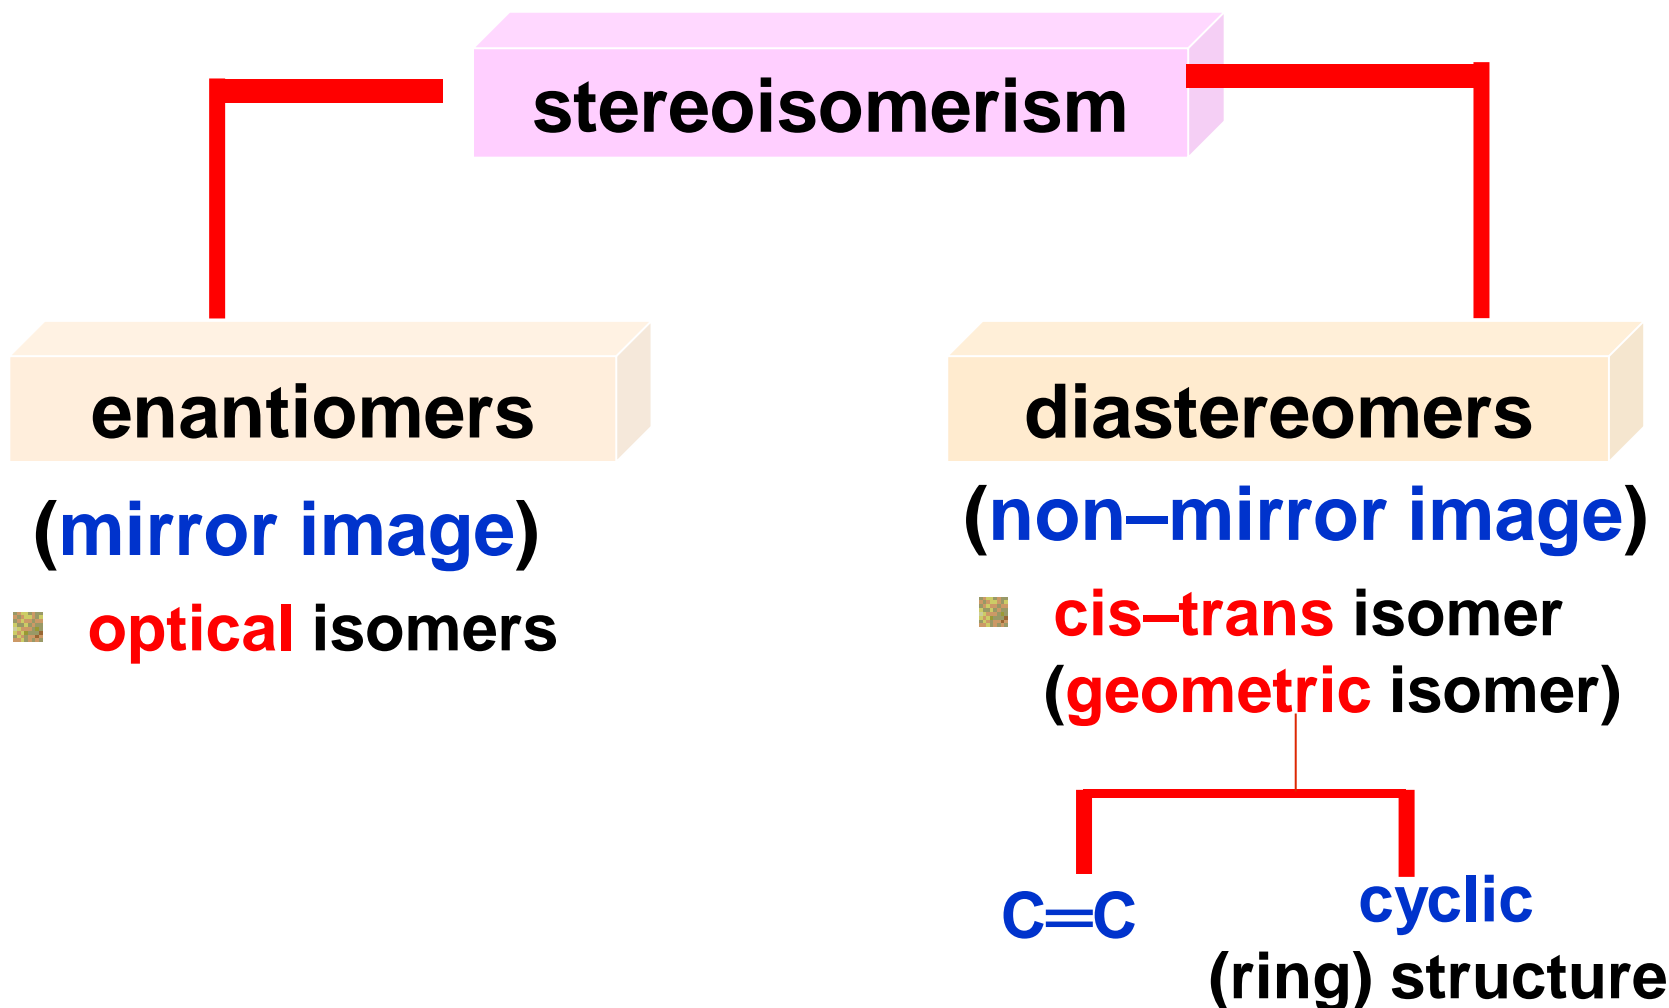 stereoisomerism
enantiomers
(mirror image)
optical isomers
diastereomers
(non–mirror image)
cis–trans isomer
(geometric isomer)
C═C
cyclic
(ring) structure